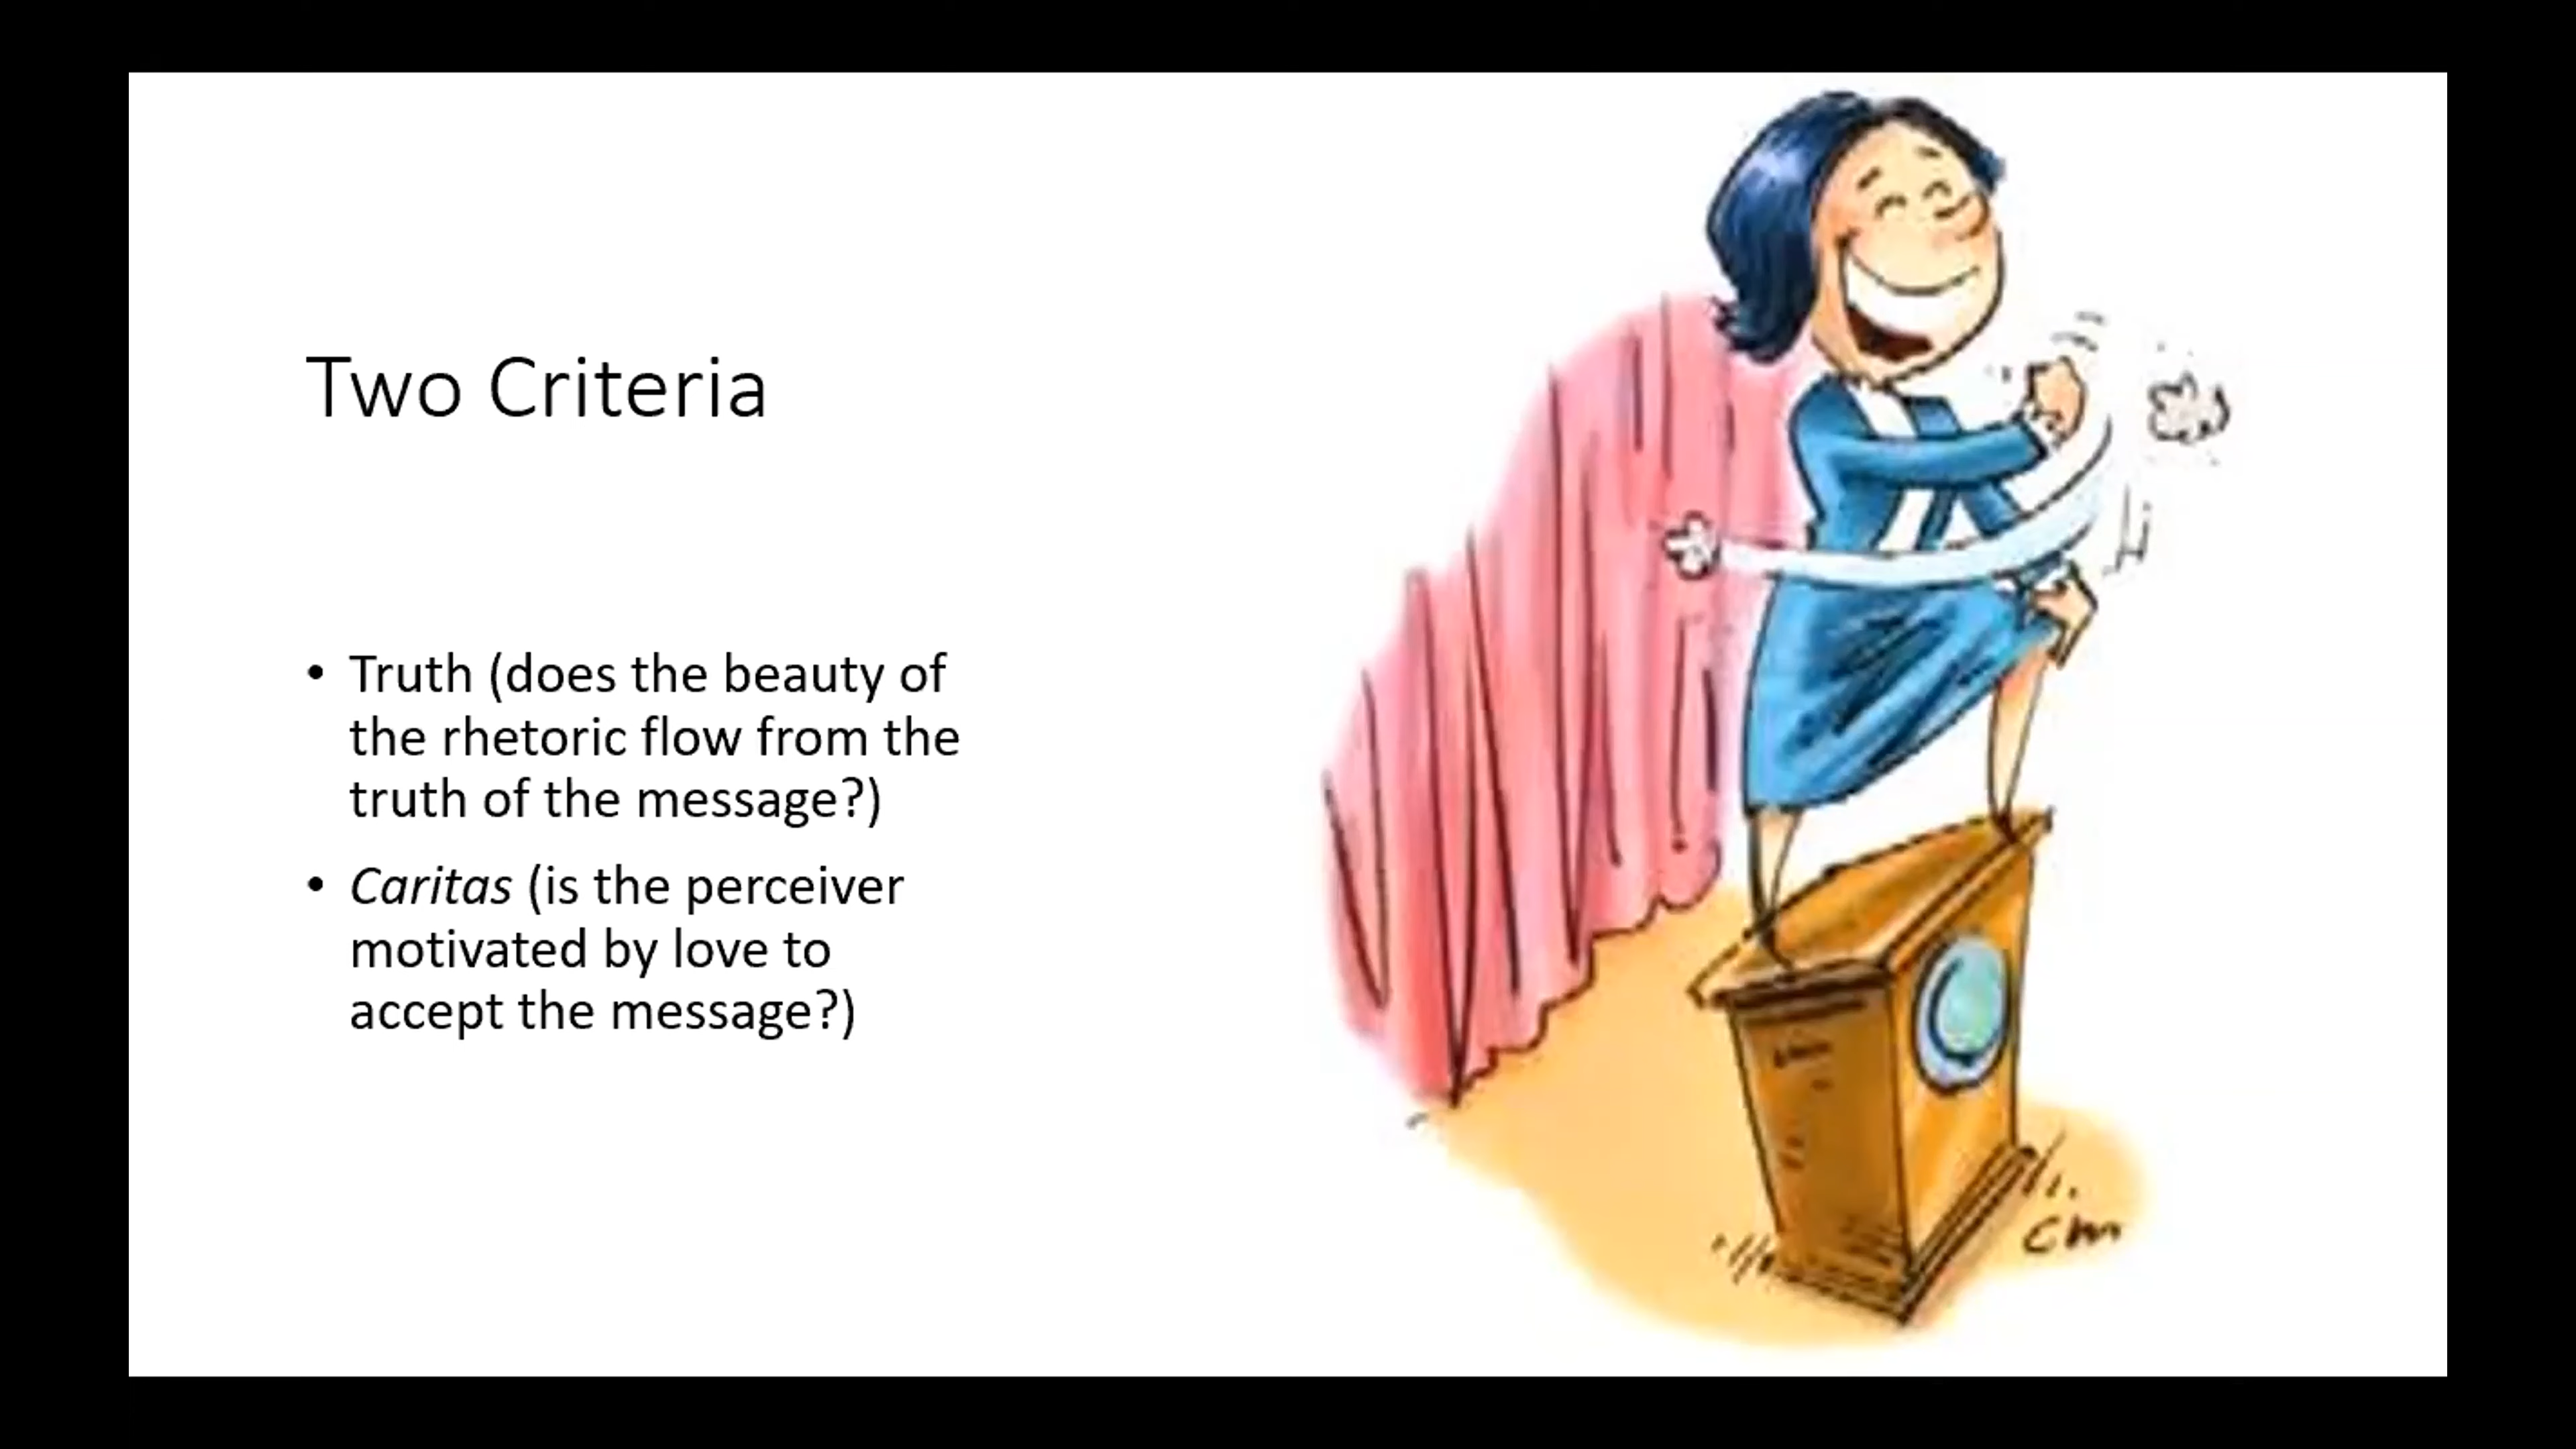 Two Criteria
• Truth (does the beauty of
the rhetoric flow from the
truth of the message?)
• Caritas (is the perceiver
motivated by love to
accept the message?)
Cm